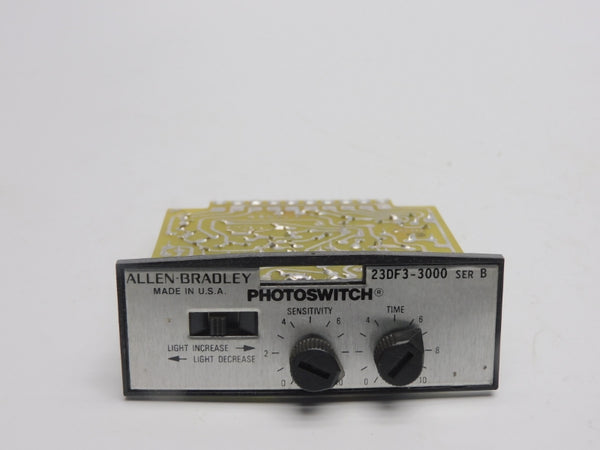 ALLEN-BRADLEY
MADE IN U.S.A.
23DF3-3000 SER B
PHOTOSWITCH®
SENSITIVITY
TIME
LIGHT INCREASE →
← LIGHT DECREASE
4 6
2
0 10
4 6
8
0 10